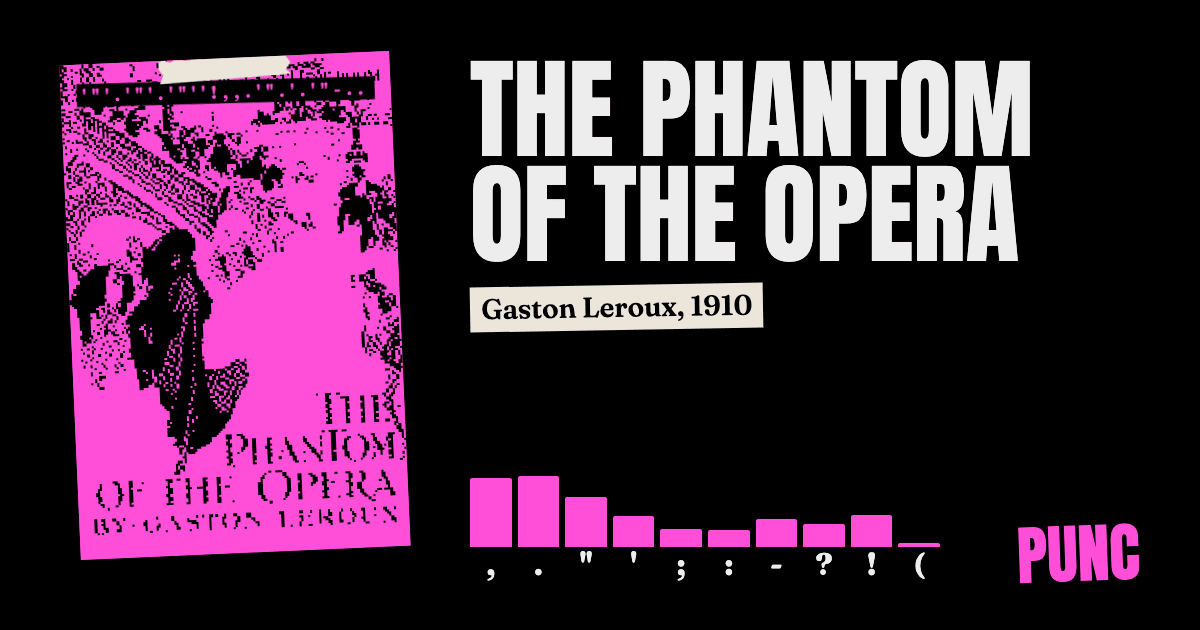 THE PHANTOM
OF THE OPERA
Gaston Leroux, 1910
THE
PHANTOM
OF THE OPERA
BY GASTON LEROUX
, . " ' ; : - ? ! (
PUNC